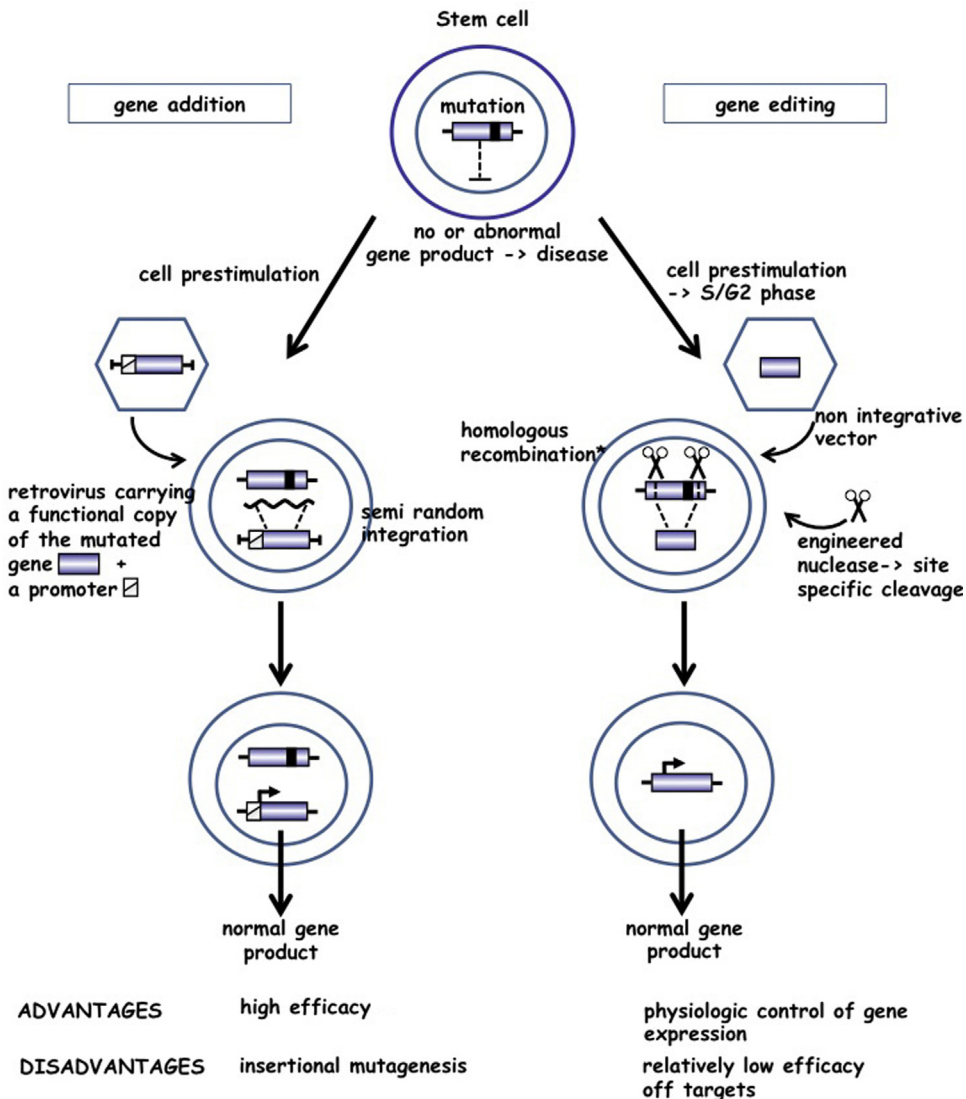 Stem cell
gene addition
gene editing
mutation
no or abnormal
gene product -> disease
cell prestimulation
cell prestimulation
-> S/G2 phase
non integrative
vector
homologous
recombination*
retrovirus carrying
a functional copy
of the mutated
gene +
a promoter
semi random
integration
engineered
nuclease-> site
specific cleavage
normal gene
product
normal gene
product
ADVANTAGES
high efficacy
physiologic control of gene
expression
DISADVANTAGES
insertional mutagenesis
relatively low efficacy
off targets